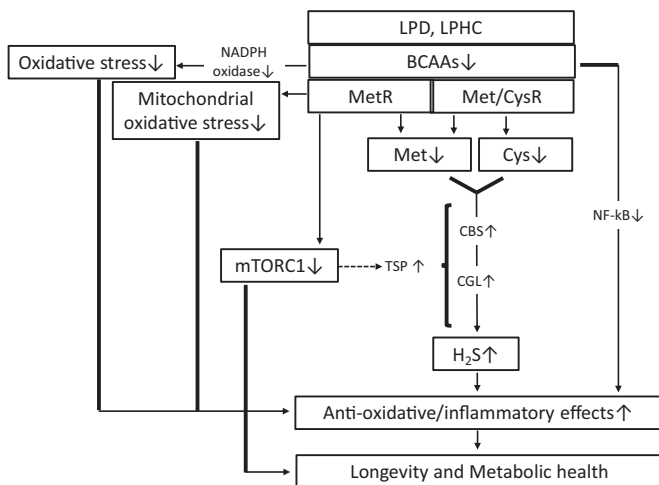 LPD, LPHC
Oxidative stress↓
NADPH
oxidase↓
BCAAs↓
Mitochondrial
oxidative stress↓
MetR
Met/CysR
Met↓
Cys↓
NF-kB↓
CBS↑
mTORC1↓
TSP ↑
CGL↑
H₂S↑
Anti-oxidative/inflammatory effects↑
Longevity and Metabolic health